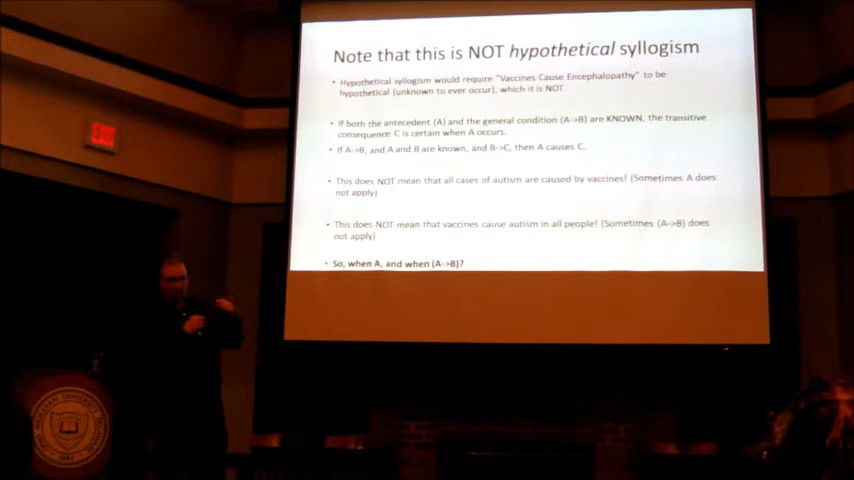 Note that this is NOT hypothetical syllogism
• Hypothetical syllogism would require "Vaccines Cause Encephalopathy" to be
hypothetical (unknown to ever occur), which it is NOT
• If both the antecedent (A) and the general condition (A->B) are KNOWN, the transitive
consequence C is certain when A occurs.
• If A->B, and A and B are known, and B->C, then A causes C.
• This does NOT mean that all cases of autism are caused by vaccines! (Sometimes A does
not apply)
• This does NOT mean that vaccines cause autism in all people! (Sometimes (A->B) does
not apply)
• So, when A, and when (A->B)?
EXIT
OHIO WESLEYAN UNIVERSITY
1842